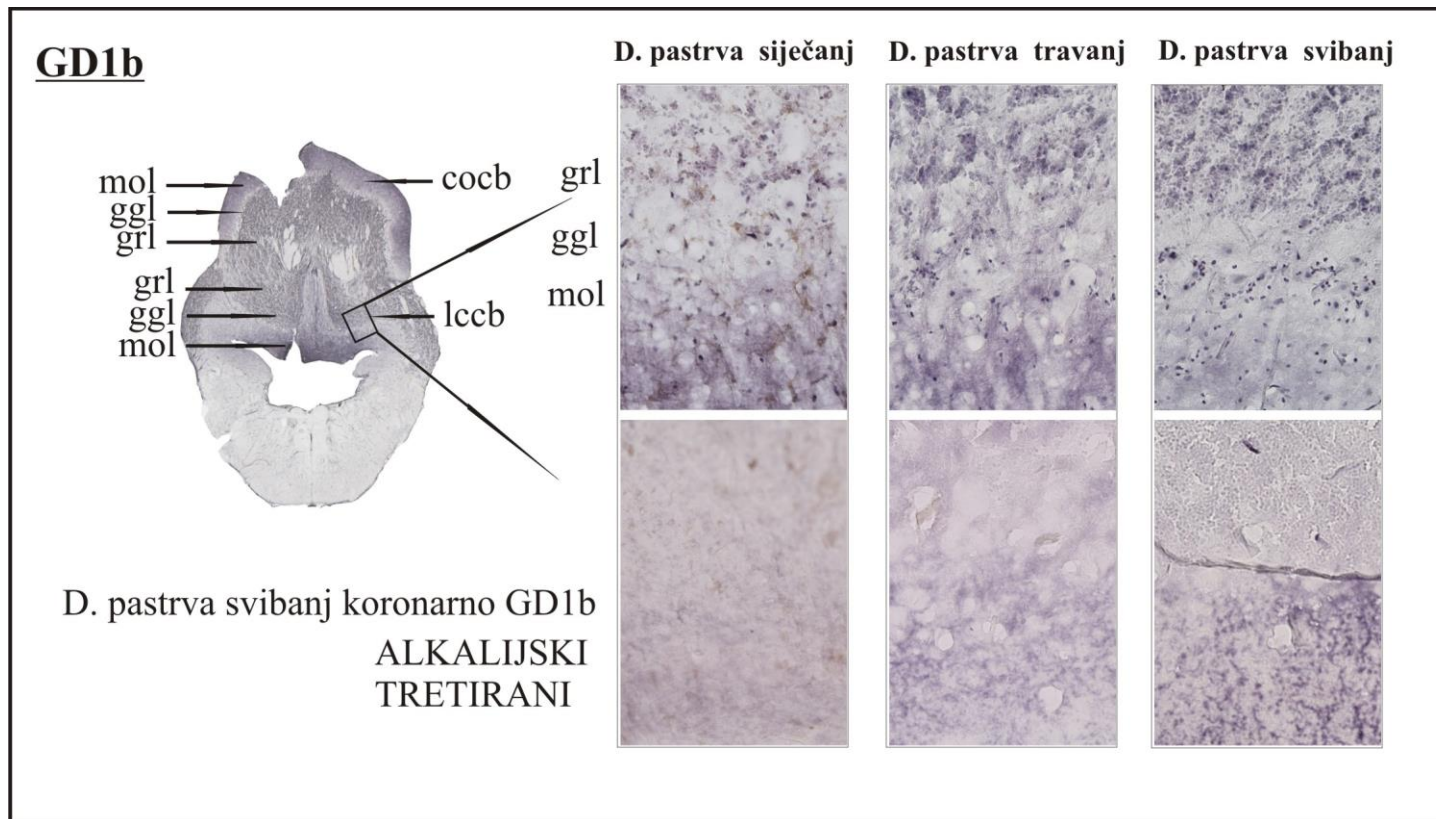 GD1b
D. pastrva siječanj
D. pastrva travanj
D. pastrva svibanj
mol
ggl
grl
grl
ggl
mol
cocb
lccb
grl
ggl
mol
D. pastrva svibanj koronarno GD1b
ALKALIJSKI
TRETIRANI